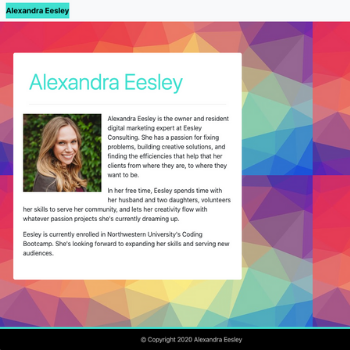 Alexandra Eesley
Alexandra Eesley
Alexandra Eesley is the owner and resident
digital marketing expert at Eesley
Consulting. She has a passion for fixing
problems, building creative solutions, and
finding the efficiencies that help that her
clients from where they are, to where they
want to be.
In her free time, Eesley spends time with
her husband and two daughters, volunteers
her skills to serve her community, and lets her creativity flow with
whatever passion projects she's currently dreaming up.
Eesley is currently enrolled in Northwestern University's Coding
Bootcamp. She's looking forward to expanding her skills and serving new
audiences.
© Copyright 2020 Alexandra Eesley